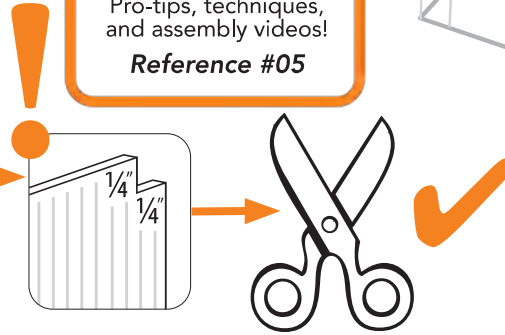 Pro-tips, techniques,
and assembly videos!
Reference #05
1/4"
1/4"